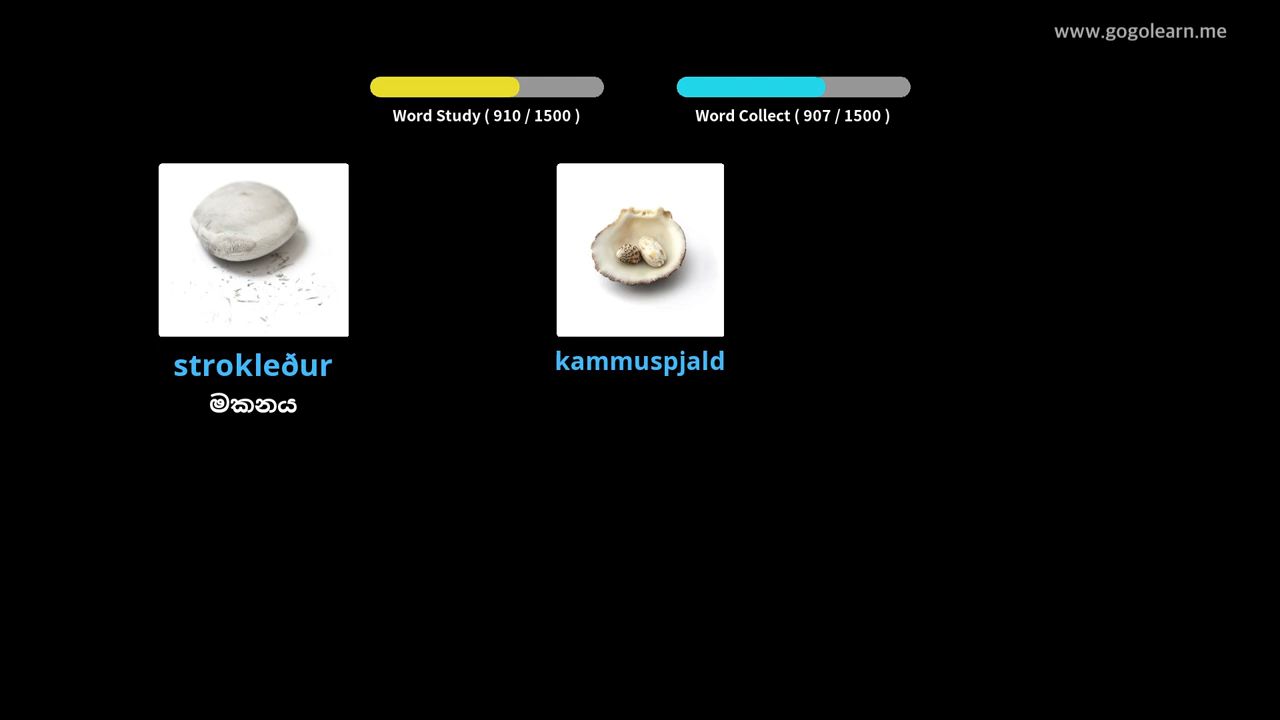 www.gogolearn.me
Word Study ( 910 / 1500 )
Word Collect ( 907 / 1500 )
strokleður
මකනය
kammuspjald